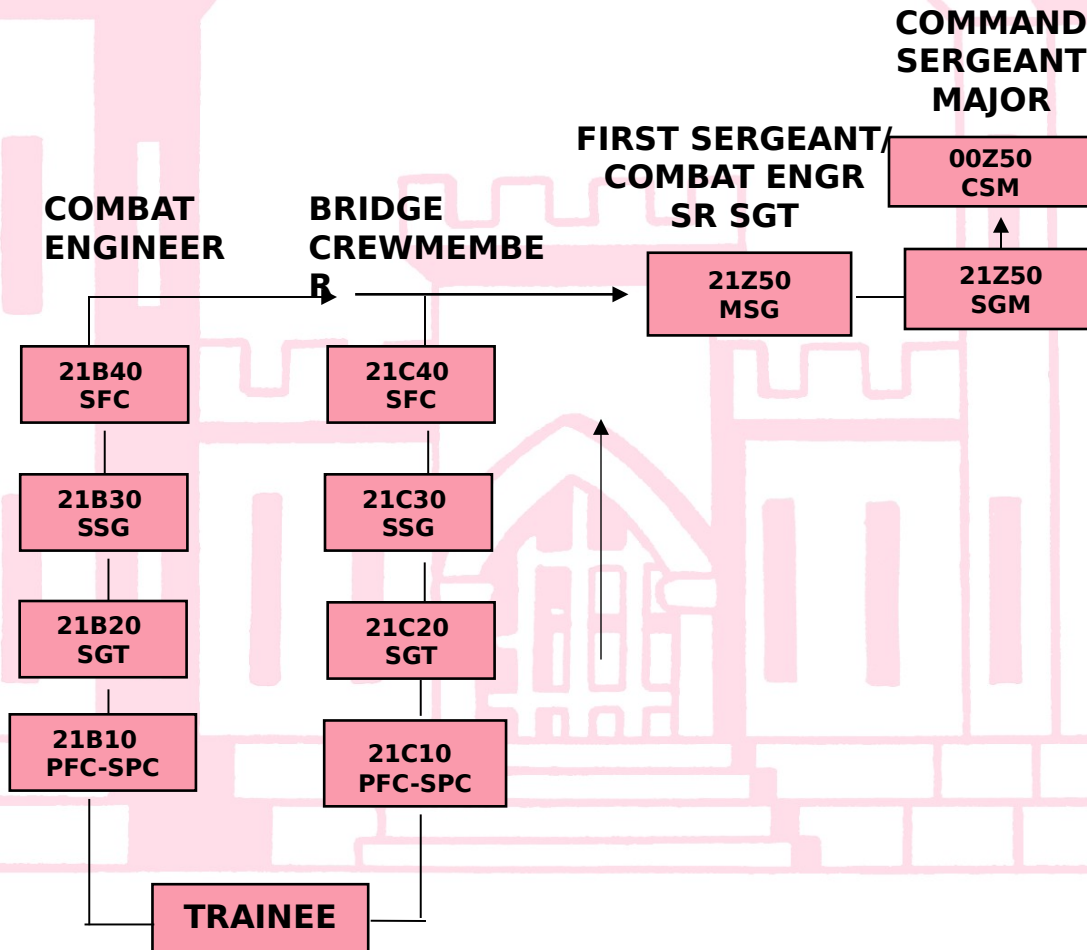 COMMAND
SERGEANT
MAJOR
FIRST SERGEANT/
COMBAT ENGR
SR SGT
00Z50
CSM
COMBAT
ENGINEER
BRIDGE
CREWMEMBE
R
21Z50
MSG
21Z50
SGM
21B40
SFC
21C40
SFC
21B30
SSG
21C30
SSG
21B20
SGT
21C20
SGT
21B10
PFC-SPC
21C10
PFC-SPC
TRAINEE